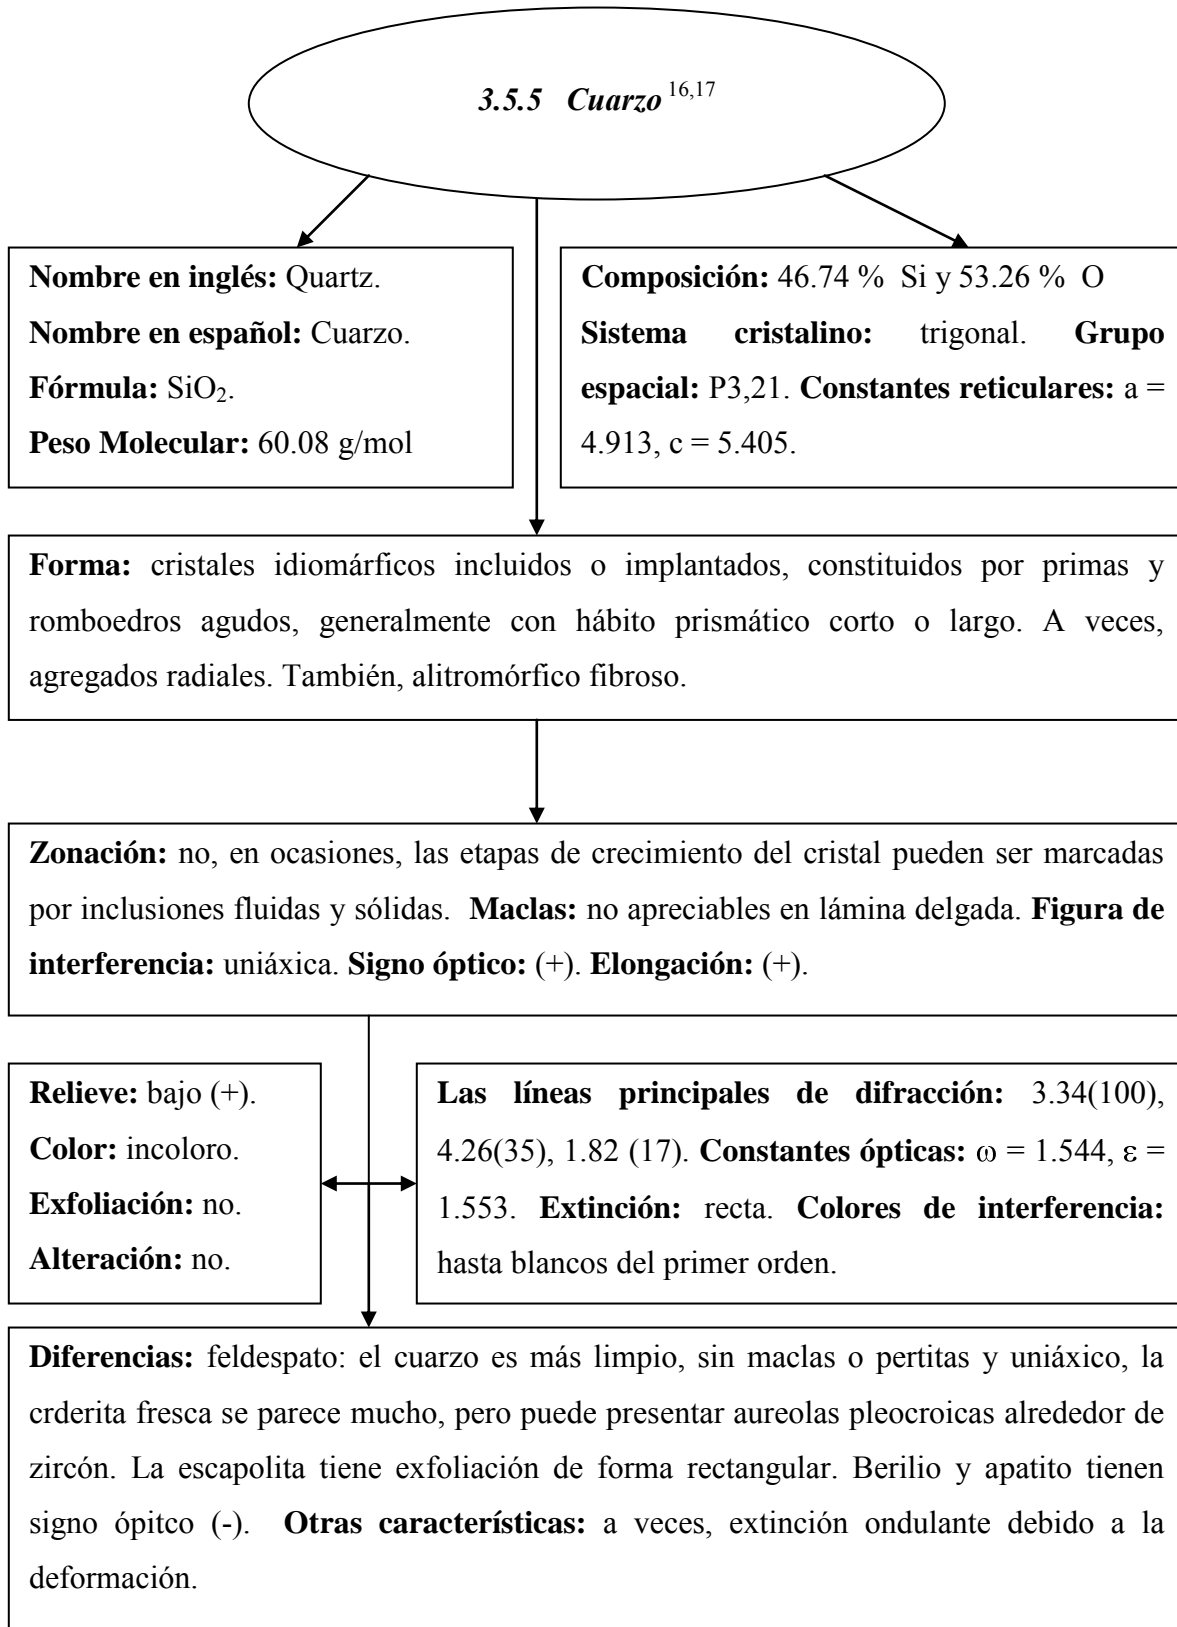 3.5.5 Cuarzo 16,17
Nombre en inglés: Quartz.
Nombre en español: Cuarzo.
Fórmula: SiO2.
Peso Molecular: 60.08 g/mol
Composición: 46.74 % Si y 53.26 % O
Sistema cristalino: trigonal. Grupo
espacial: P3,21. Constantes reticulares: a =
4.913, c = 5.405.
Forma: cristales idiomárficos incluidos o implantados, constituidos por primas y
romboedros agudos, generalmente con hábito prismático corto o largo. A veces,
agregados radiales. También, alitromórfico fibroso.
Zonación: no, en ocasiones, las etapas de crecimiento del cristal pueden ser marcadas
por inclusiones fluidas y sólidas. Maclas: no apreciables en lámina delgada. Figura de
interferencia: uniáxica. Signo óptico: (+). Elongación: (+).
Relieve: bajo (+).
Color: incoloro.
Exfoliación: no.
Alteración: no.
Las líneas principales de difracción: 3.34(100),
4.26(35), 1.82 (17). Constantes ópticas: ω = 1.544, ε =
1.553. Extinción: recta. Colores de interferencia:
hasta blancos del primer orden.
Diferencias: feldespato: el cuarzo es más limpio, sin maclas o pertitas y uniáxico, la
crderita fresca se parece mucho, pero puede presentar aureolas pleocroicas alrededor de
zircón. La escapolita tiene exfoliación de forma rectangular. Berilio y apatito tienen
signo ópitco (-). Otras características: a veces, extinción ondulante debido a la
deformación.